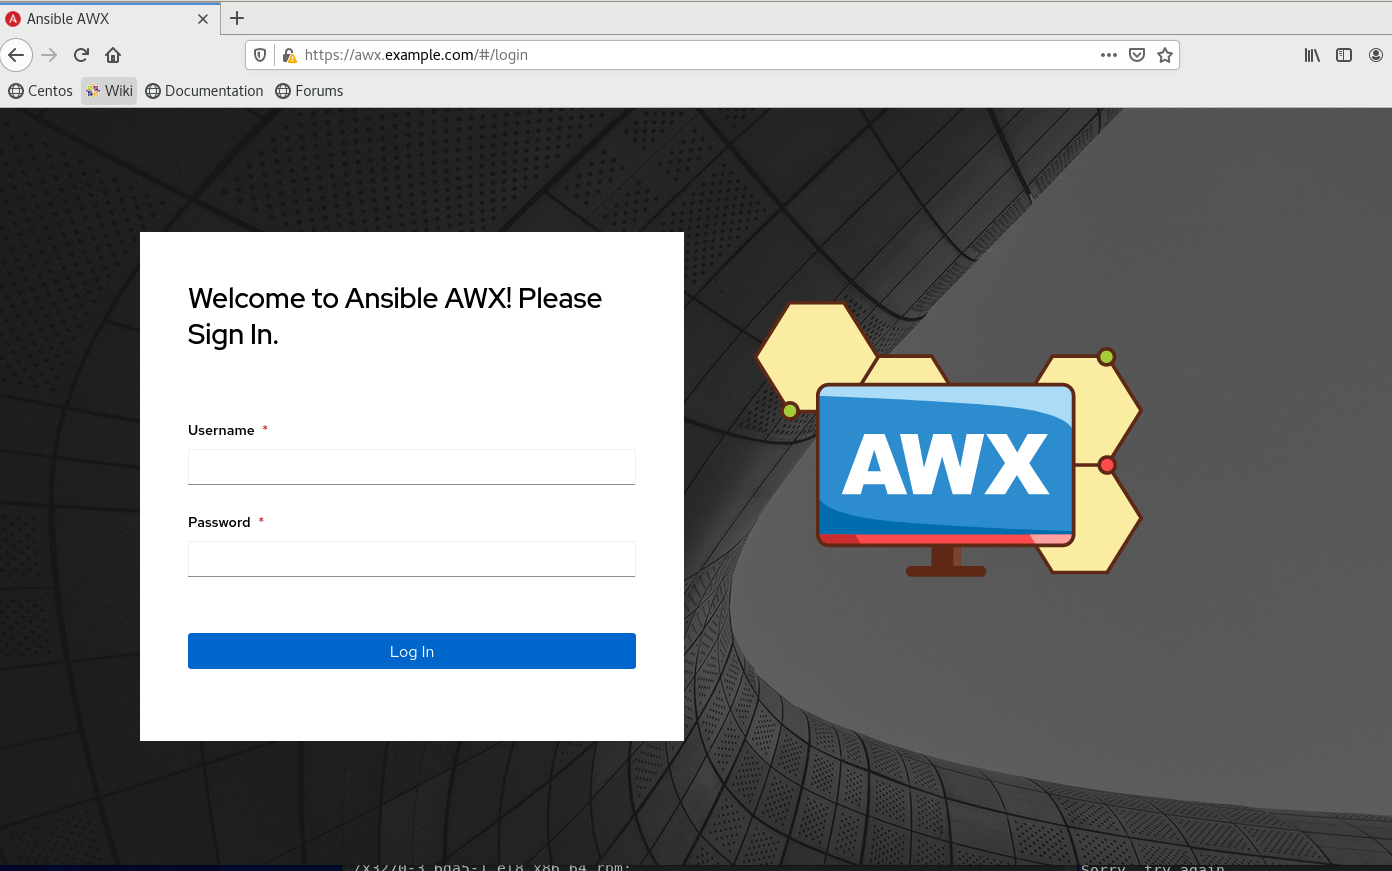 Ansible AWX
https://awx.example.com/#/login
Centos
Wiki
Documentation
Forums
Welcome to Ansible AWX! Please
Sign In.
Username *
Password *
Log In
AWX
Sorry, try again